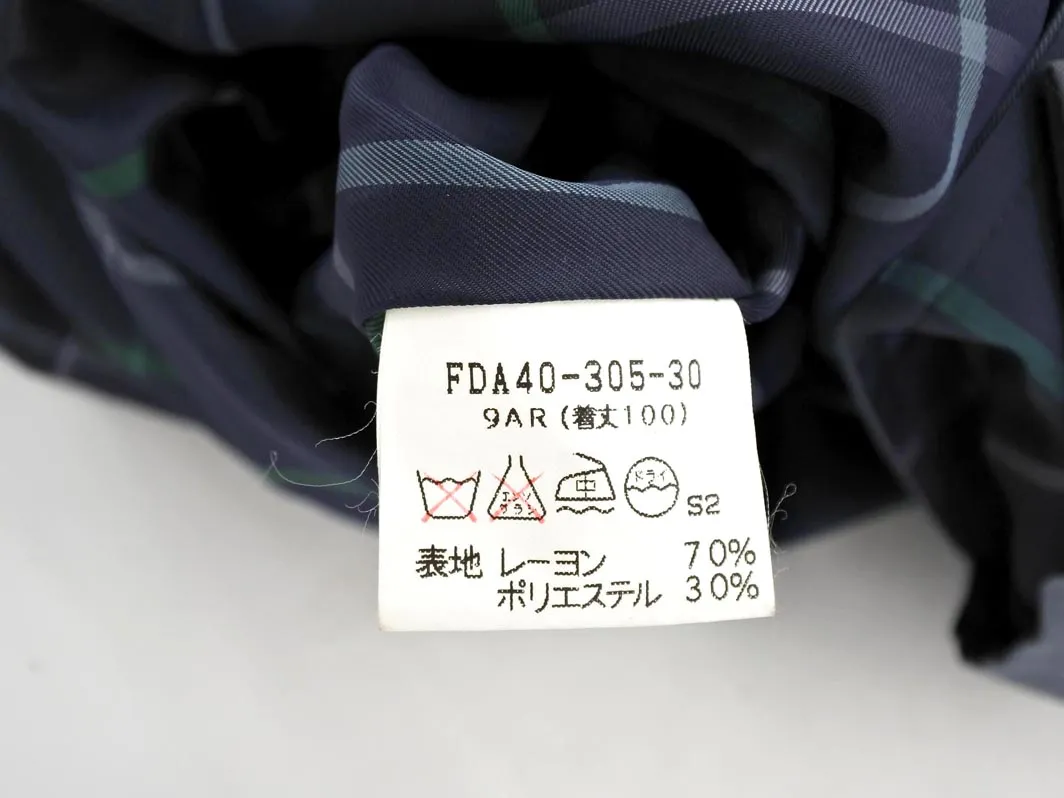 FDA40-305-30
9AR (着丈100)
エンソ
サラシ
中
ドライ
S2
表地 レーヨン 70%
ポリエステル 30%